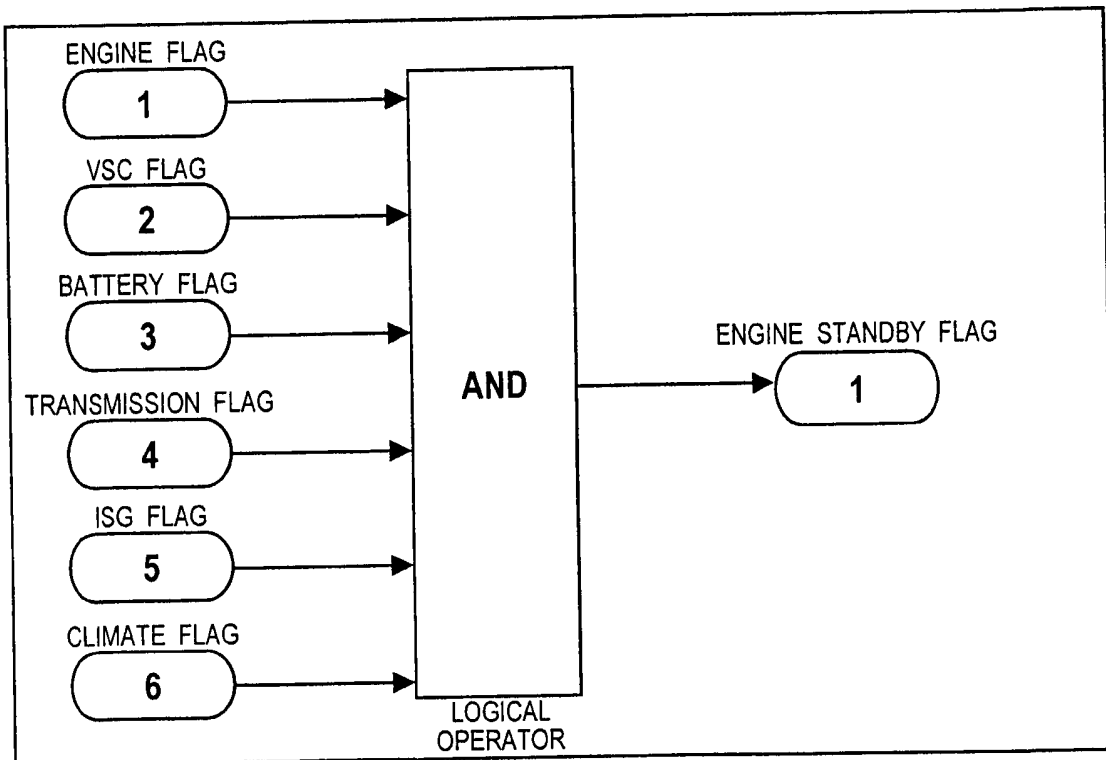 ENGINE FLAG
1
VSC FLAG
2
BATTERY FLAG
3
TRANSMISSION FLAG
4
ISG FLAG
5
CLIMATE FLAG
6
AND
LOGICAL
OPERATOR
ENGINE STANDBY FLAG
1